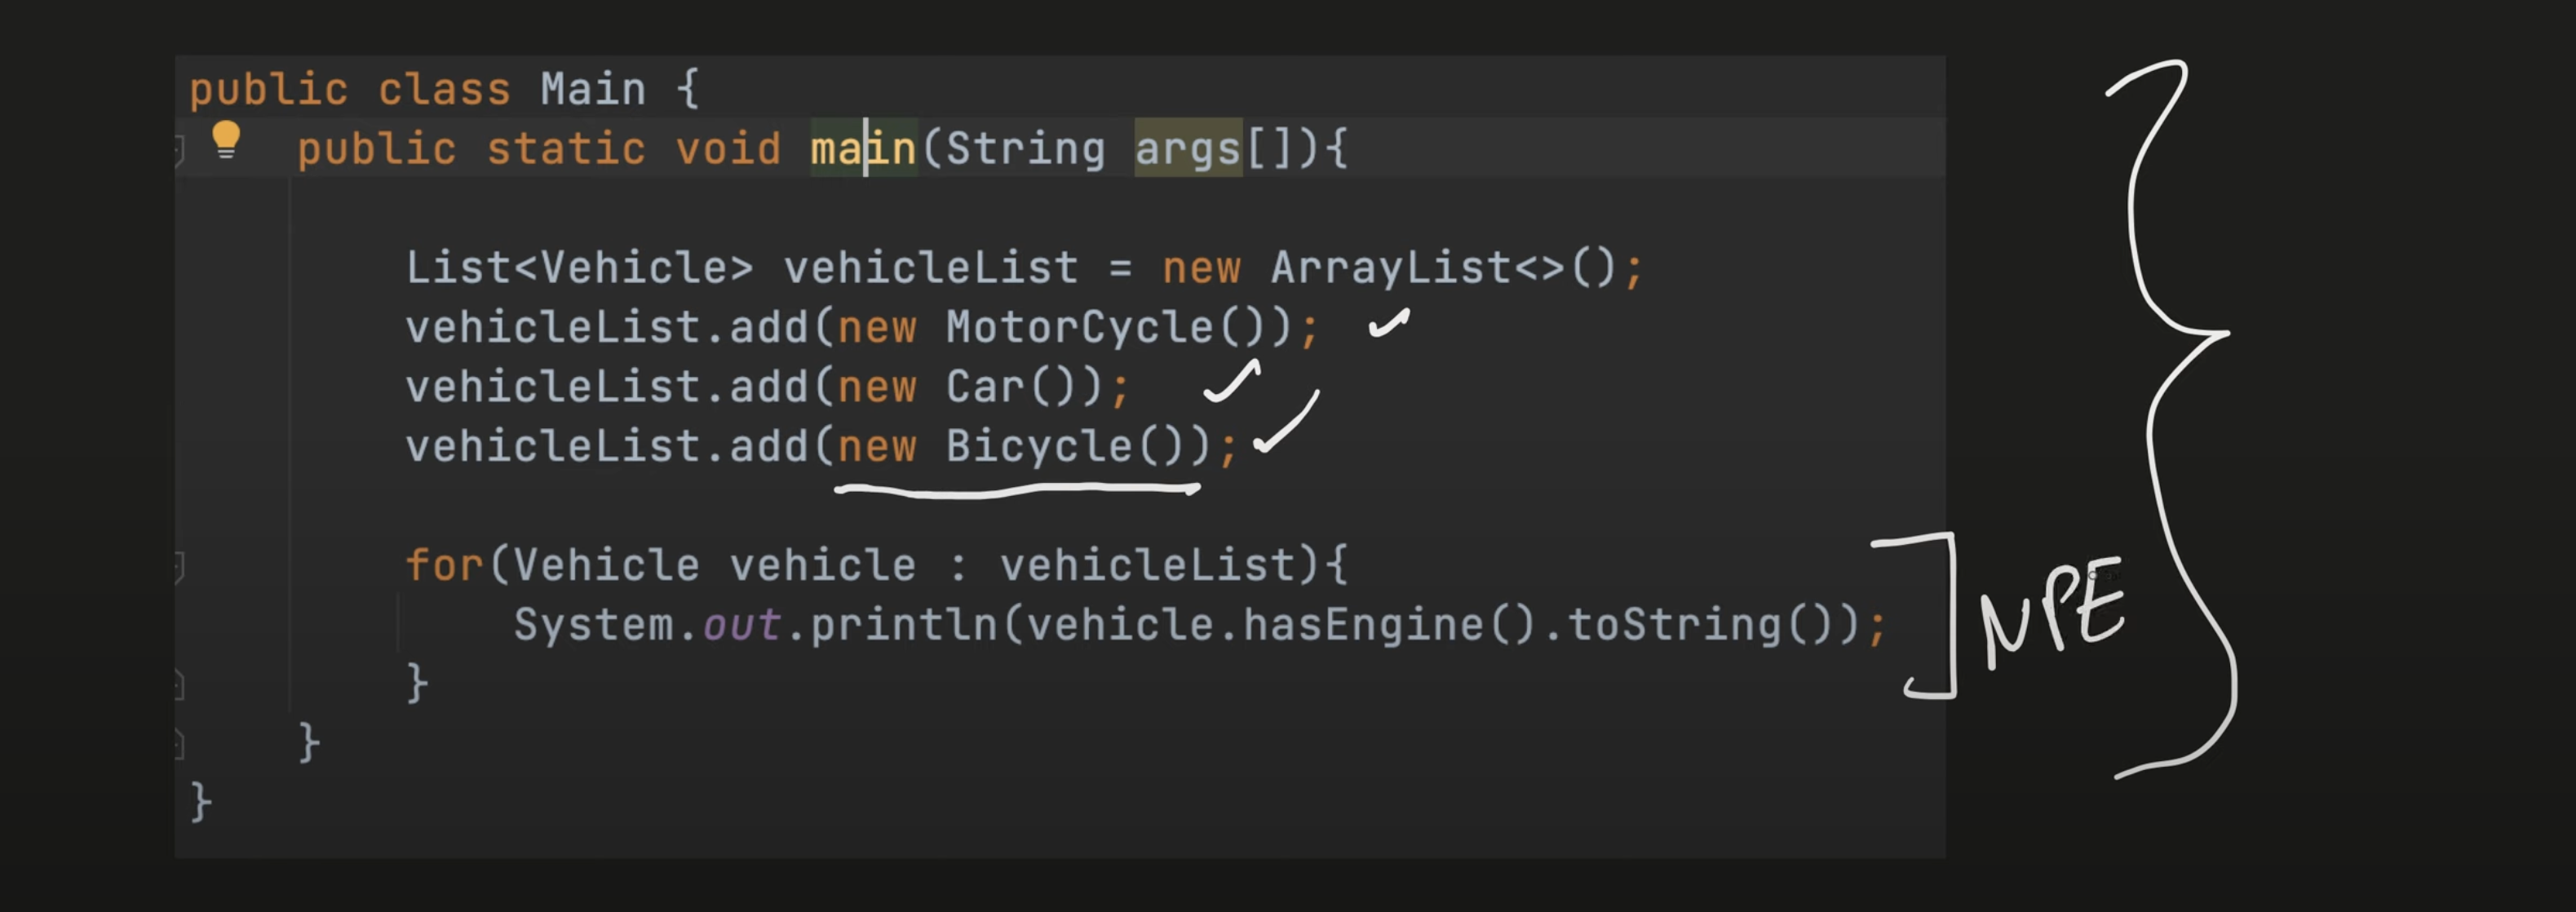 public class Main {
public static void main(String args[]){
List<Vehicle> vehicleList = new ArrayList<>();
vehicleList.add(new MotorCycle());
vehicleList.add(new Car());
vehicleList.add(new Bicycle());
for(Vehicle vehicle : vehicleList){
System.out.println(vehicle.hasEngine().toString());
NPE
}
}
}